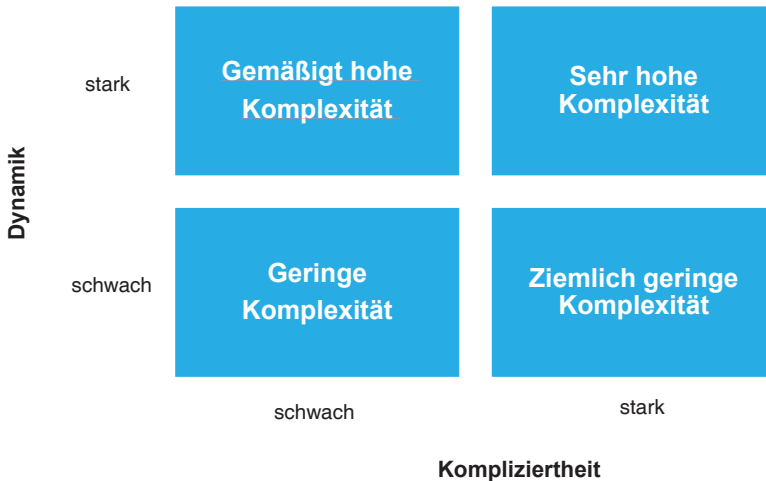 stark
Gemäßigt hohe
Komplexität
Sehr hohe
Komplexität
Dynamik
schwach
Geringe
Komplexität
Ziemlich geringe
Komplexität
schwach
stark
Kompliziertheit